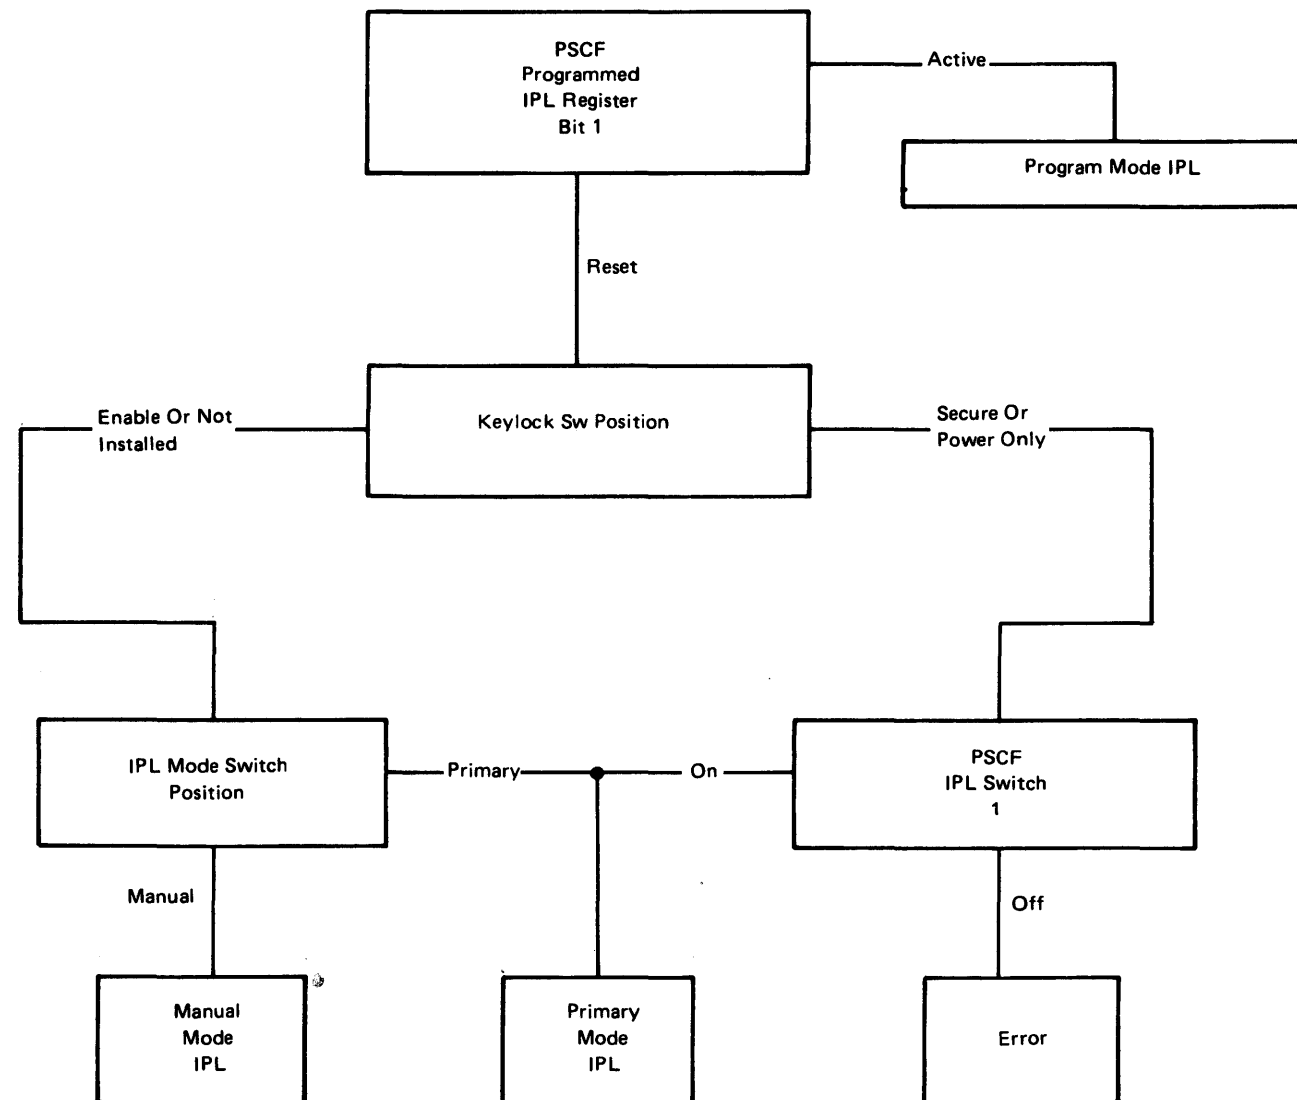 PSCF
Programmed
IPL Register
Bit 1
Active
Program Mode IPL
Reset
Enable Or Not
Installed
Keylock Sw Position
Secure Or
Power Only
IPL Mode Switch
Position
Primary
On
PSCF
IPL Switch
1
Manual
Off
Manual
Mode
IPL
Primary
Mode
IPL
Error